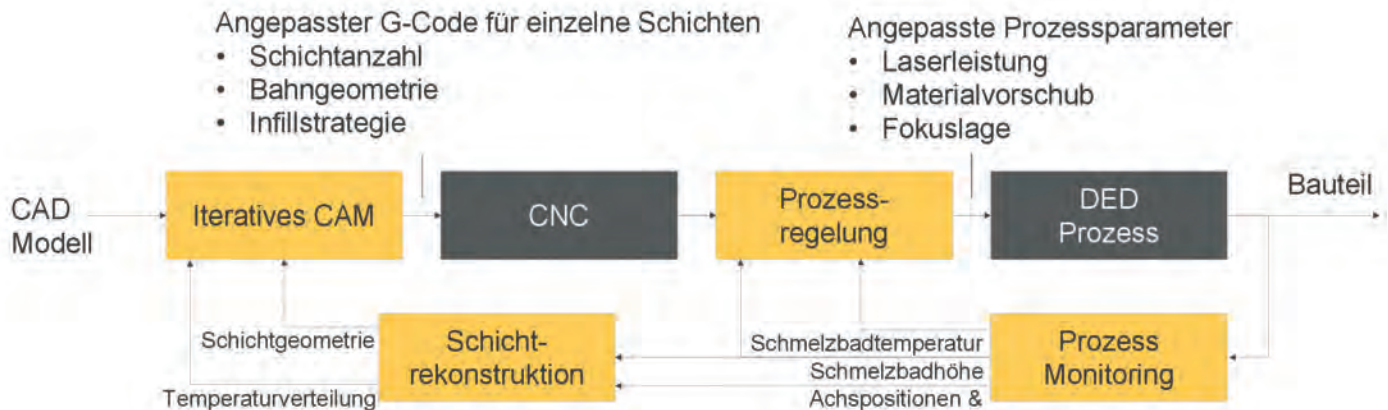 Angepasster G-Code für einzelne Schichten
• Schichtanzahl
• Bahngeometrie
• Infillstrategie
Angepasste Prozessparameter
• Laserleistung
• Materialvorschub
• Fokuslage
CAD
Modell
Iteratives CAM
CNC
Prozess-
regelung
DED
Prozess
Bauteil
Schichtgeometrie
Temperaturverteilung
Schicht-
rekonstruktion
Schmelzbadtemperatur
Schmelzbadhöhe
Achspositionen &
Prozess
Monitoring